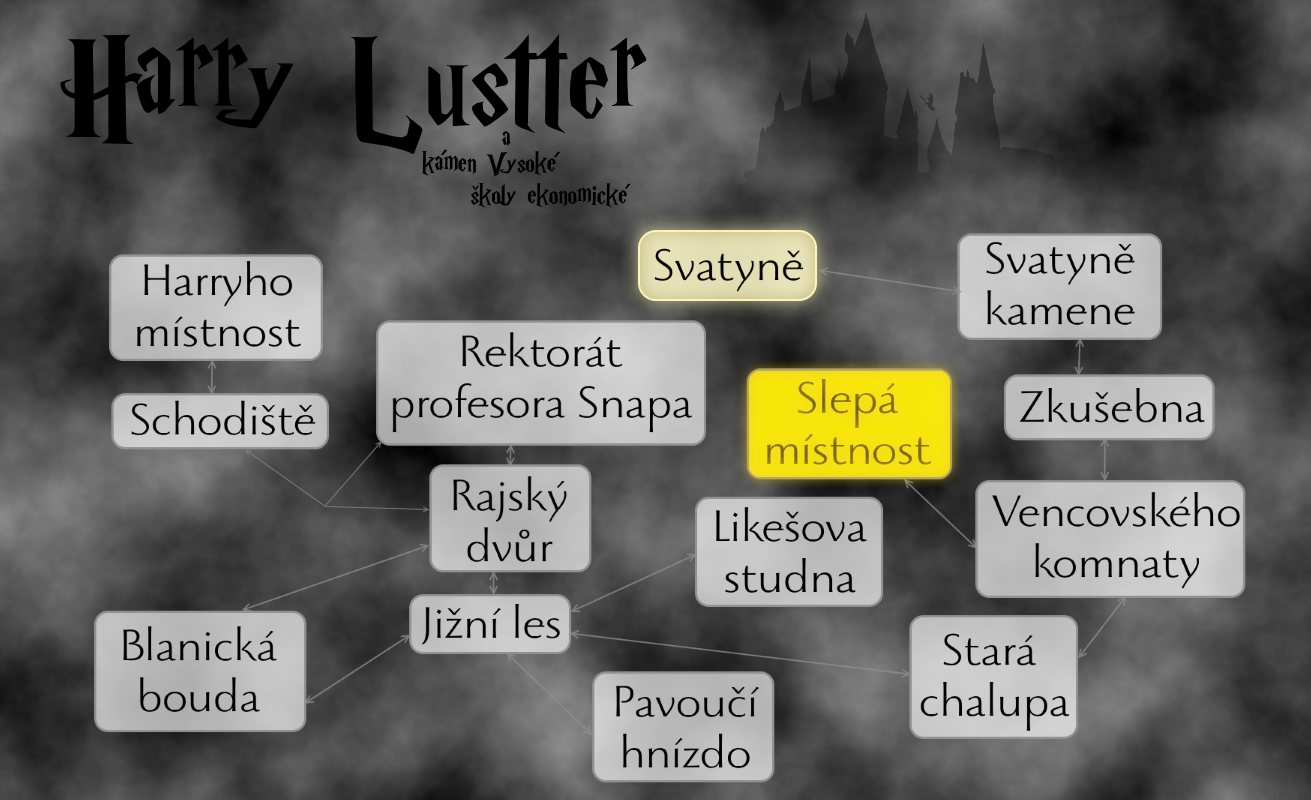 Harry Lustter
a
kámen Vysoké
školy ekonomické
Svatyně
Svatyně
kamene
Harryho
místnost
Rektorát
profesora Snapa
Slepá
místnost
Zkušebna
Schodiště
Rajský
dvůr
Likešova
studna
Vencovského
komnaty
Jižní les
Blanická
bouda
Stará
chalupa
Pavoučí
hnízdo